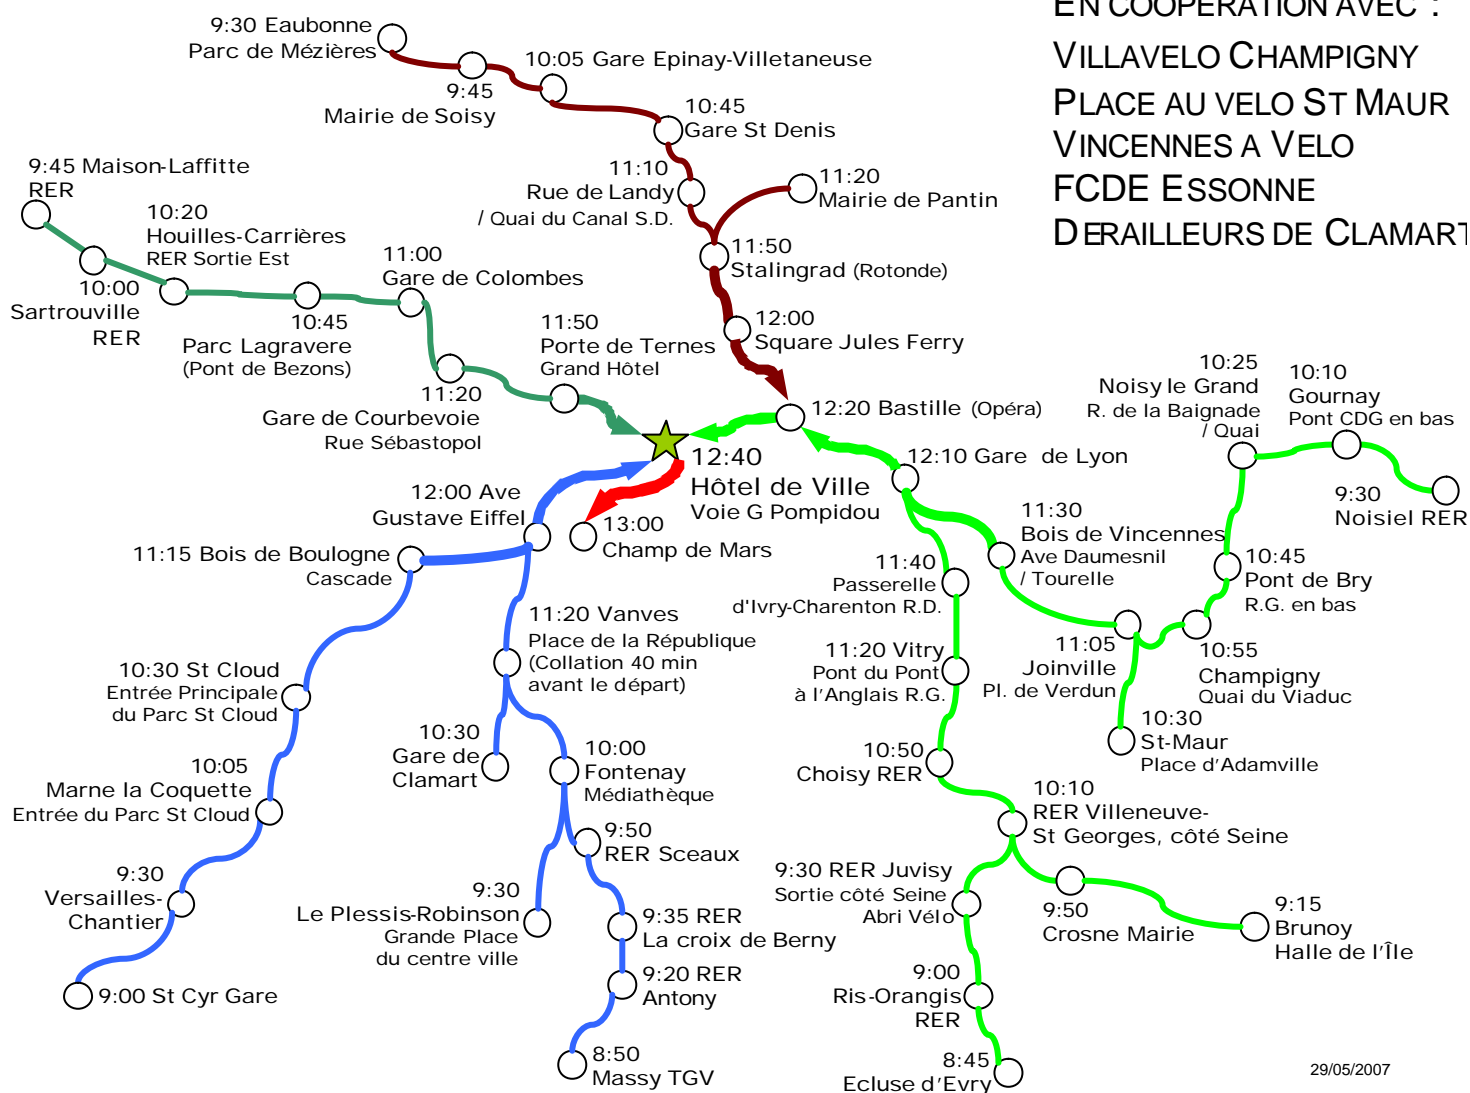 EN COOPERATION AVEC :
VILLAVELO CHAMPIGNY
PLACE AU VELO ST MAUR
VINCENNES A VELO
FCDE ESSONNE
DERAILLEURS DE CLAMART
9:30 Eaubonne
Parc de Mézières
9:45
Mairie de Soisy
10:05 Gare Epinay-Villetaneuse
10:45
Gare St Denis
11:10
Rue de Landy
/ Quai du Canal S.D.
11:20
Mairie de Pantin
11:50
Stalingrad (Rotonde)
12:00
Square Jules Ferry
9:45 Maison-Laffitte
RER
10:00
Sartrouville
RER
10:20
Houilles-Carrières
RER Sortie Est
10:45
Parc Lagravere
(Pont de Bezons)
11:00
Gare de Colombes
11:20
Gare de Courbevoie
Rue Sébastopol
11:50
Porte de Ternes
Grand Hôtel
12:20 Bastille (Opéra)
12:10 Gare de Lyon
12:40
Hôtel de Ville
Voie G Pompidou
13:00
Champ de Mars
12:00 Ave
Gustave Eiffel
11:15 Bois de Boulogne
Cascade
10:30 St Cloud
Entrée Principale
du Parc St Cloud
10:05
Marne la Coquette
Entrée du Parc St Cloud
9:30
Versailles-
Chantier
9:00 St Cyr Gare
11:20 Vanves
Place de la République
(Collation 40 min
avant le départ)
10:30
Gare de
Clamart
10:00
Fontenay
Médiathèque
9:50
RER Sceaux
9:30
Le Plessis-Robinson
Grande Place
du centre ville
9:35 RER
La croix de Berny
9:20 RER
Antony
8:50
Massy TGV
10:25
Noisy le Grand
R. de la Baignade
/ Quai
10:10
Gournay
Pont CDG en bas
9:30
Noisiel RER
11:30
Bois de Vincennes
Ave Daumesnil
/ Tourelle
10:45
Pont de Bry
R.G. en bas
10:55
Champigny
Quai du Viaduc
11:05
Joinville
Pl. de Verdun
10:30
St-Maur
Place d'Adamville
11:40
Passerelle
d'Ivry-Charenton R.D.
11:20 Vitry
Pont du Pont
à l'Anglais R.G.
10:50
Choisy RER
10:10
RER Villeneuve-
St Georges, côté Seine
9:30 RER Juvisy
Sortie côté Seine
Abri Vélo
9:50
Crosne Mairie
9:15
Brunoy
Halle de l'Île
9:00
Ris-Orangis
RER
8:45
Ecluse d'Evry
29/05/2007